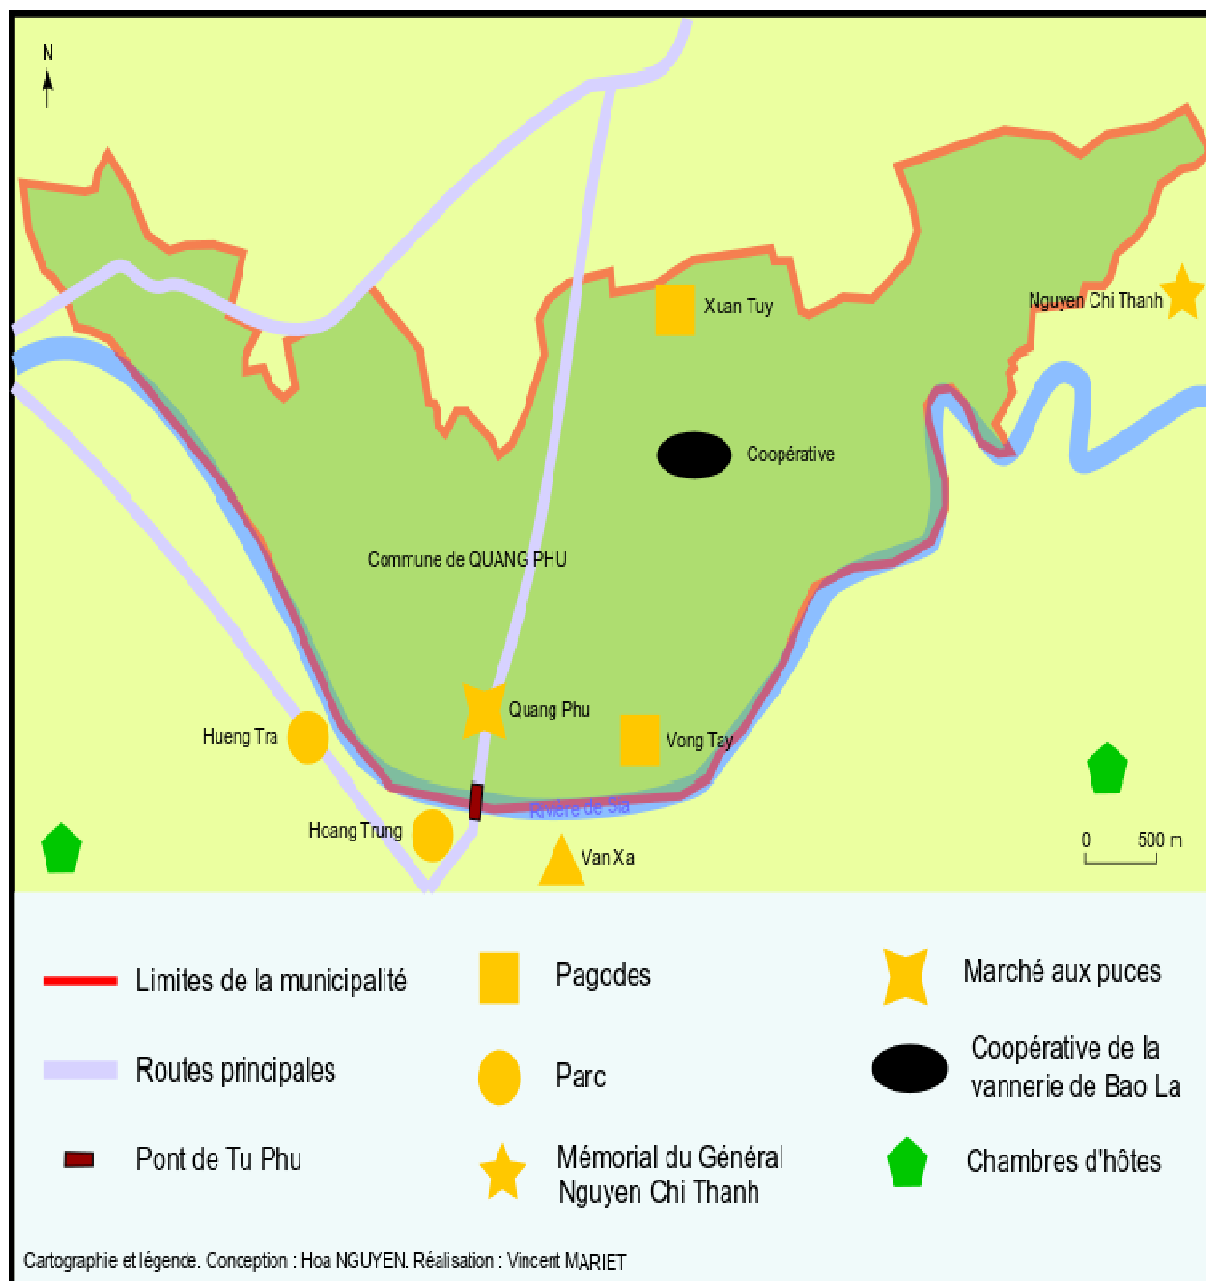 N
Xuan Tuy
Nguyen Chi Thanh
Coopérative
Commune de QUANG PHU
Quang Phu
Hueng Tra
Vong Tay
Rivière de Sia
Hoang Trung
Van Xa
0 500 m
Limites de la municipalité
Pagodes
Marché aux puces
Routes principales
Parc
Coopérative de la
vannerie de Bao La
Pont de Tu Phu
Mémorial du Général
Nguyen Chi Thanh
Chambres d'hôtes
Cartographie et légende. Conception : Hoa NGUYEN. Réalisation : Vincent MARIET